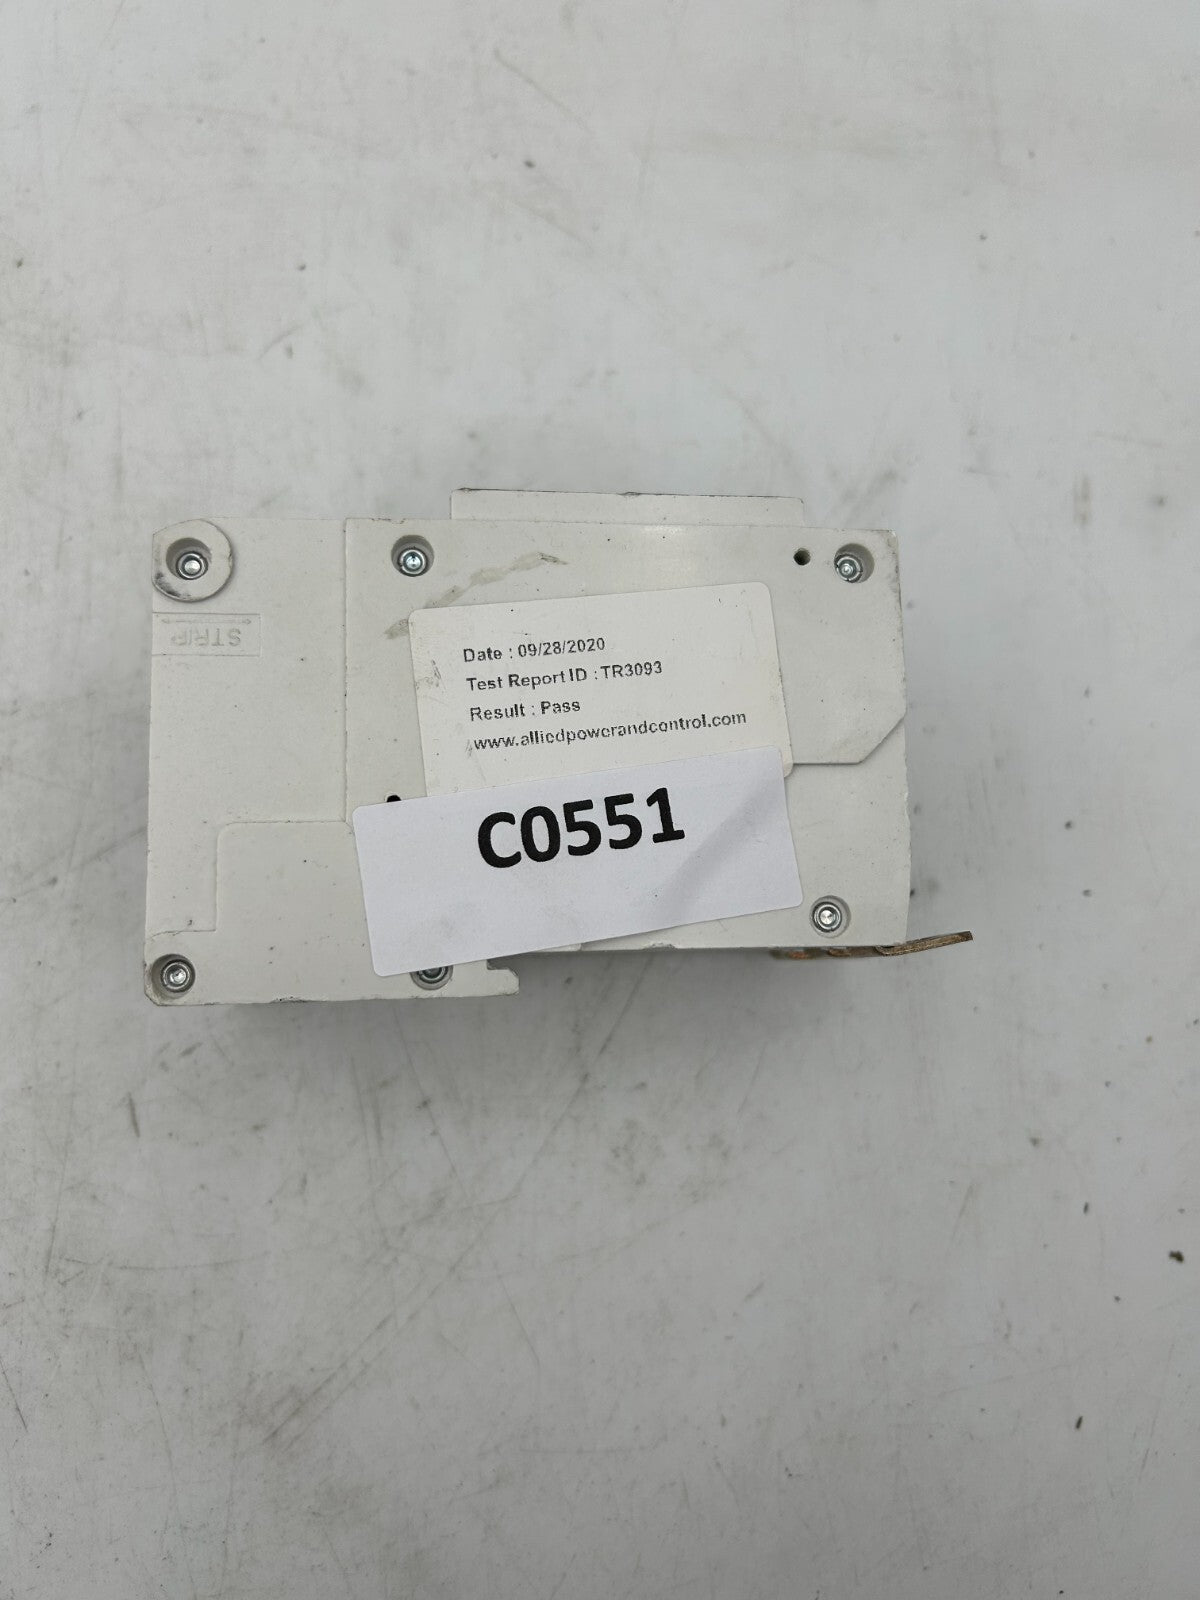 STRIP
Date : 09/28/2020
Test Report ID : TR3093
Result : Pass
www.alliedpowerandcontrol.com
C0551